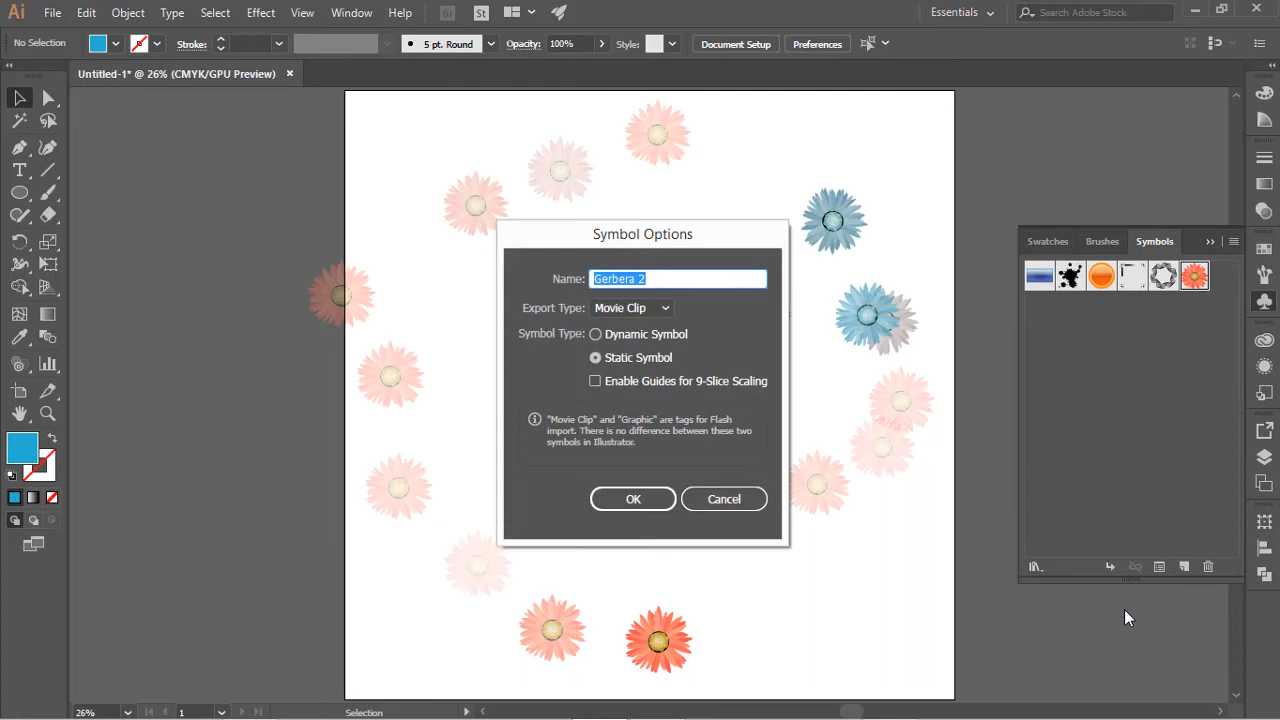 Ai File Edit Object Type Select Effect View Window Help Br St Essentials Search Adobe Stock
No Selection Stroke: 5 pt. Round Opacity: 100% Style: Document Setup Preferences
Untitled-1* @ 26% (CMYK/GPU Preview)
Symbol Options
Swatches Brushes Symbols
Name: Gerbera 2
Export Type: Movie Clip
Symbol Type: Dynamic Symbol
Static Symbol
Enable Guides for 9-Slice Scaling
"Movie Clip" and "Graphic" are tags for Flash
import. There is no difference between these two
symbols in Illustrator.
OK Cancel
26% 1 Selection